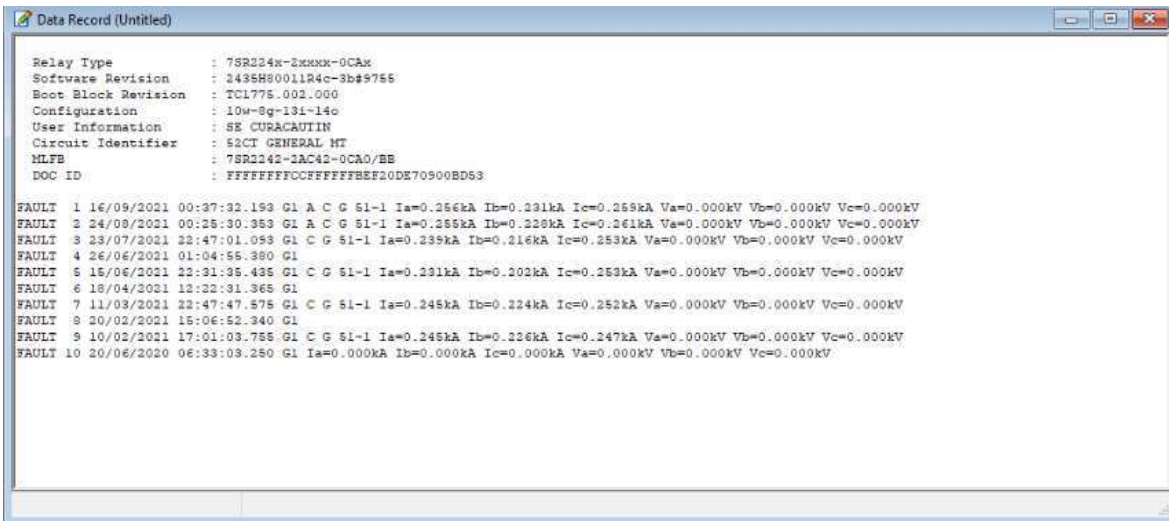 Data Record (Untitled)
Relay Type : 7SR224x-2xxxx-0CAx
Software Revision : 2435H80011R4c-3b#9755
Boot Block Revision : TC1775.002.000
Configuration : 10w-8g-13i-14o
User Information : SE CURACAUTIN
Circuit Identifier : 52CT GENERAL MT
MLFB : 7SR2242-2AC42-0CA0/BB
DOC ID : FFFFFFFFCCFFFFFFBEF20DE70900BD53
FAULT 1 16/09/2021 00:37:32.193 G1 A C G 51-1 Ia=0.256kA Ib=0.231kA Ic=0.259kA Va=0.000kV Vb=0.000kV Vc=0.000kV
FAULT 2 24/08/2021 00:25:30.353 G1 A C G 51-1 Ia=0.255kA Ib=0.228kA Ic=0.261kA Va=0.000kV Vb=0.000kV Vc=0.000kV
FAULT 3 23/07/2021 22:47:01.093 G1 C G 51-1 Ia=0.239kA Ib=0.216kA Ic=0.253kA Va=0.000kV Vb=0.000kV Vc=0.000kV
FAULT 4 26/06/2021 01:04:55.380 G1
FAULT 5 15/06/2021 22:31:35.435 G1 C G 51-1 Ia=0.231kA Ib=0.202kA Ic=0.253kA Va=0.000kV Vb=0.000kV Vc=0.000kV
FAULT 6 18/04/2021 12:22:31.365 G1
FAULT 7 11/03/2021 22:47:47.575 G1 C G 51-1 Ia=0.245kA Ib=0.224kA Ic=0.252kA Va=0.000kV Vb=0.000kV Vc=0.000kV
FAULT 8 20/02/2021 15:06:52.340 G1
FAULT 9 10/02/2021 17:01:03.755 G1 C G 51-1 Ia=0.245kA Ib=0.226kA Ic=0.247kA Va=0.000kV Vb=0.000kV Vc=0.000kV
FAULT 10 20/06/2020 06:33:03.250 G1 Ia=0.000kA Ib=0.000kA Ic=0.000kA Va=0.000kV Vb=0.000kV Vc=0.000kV